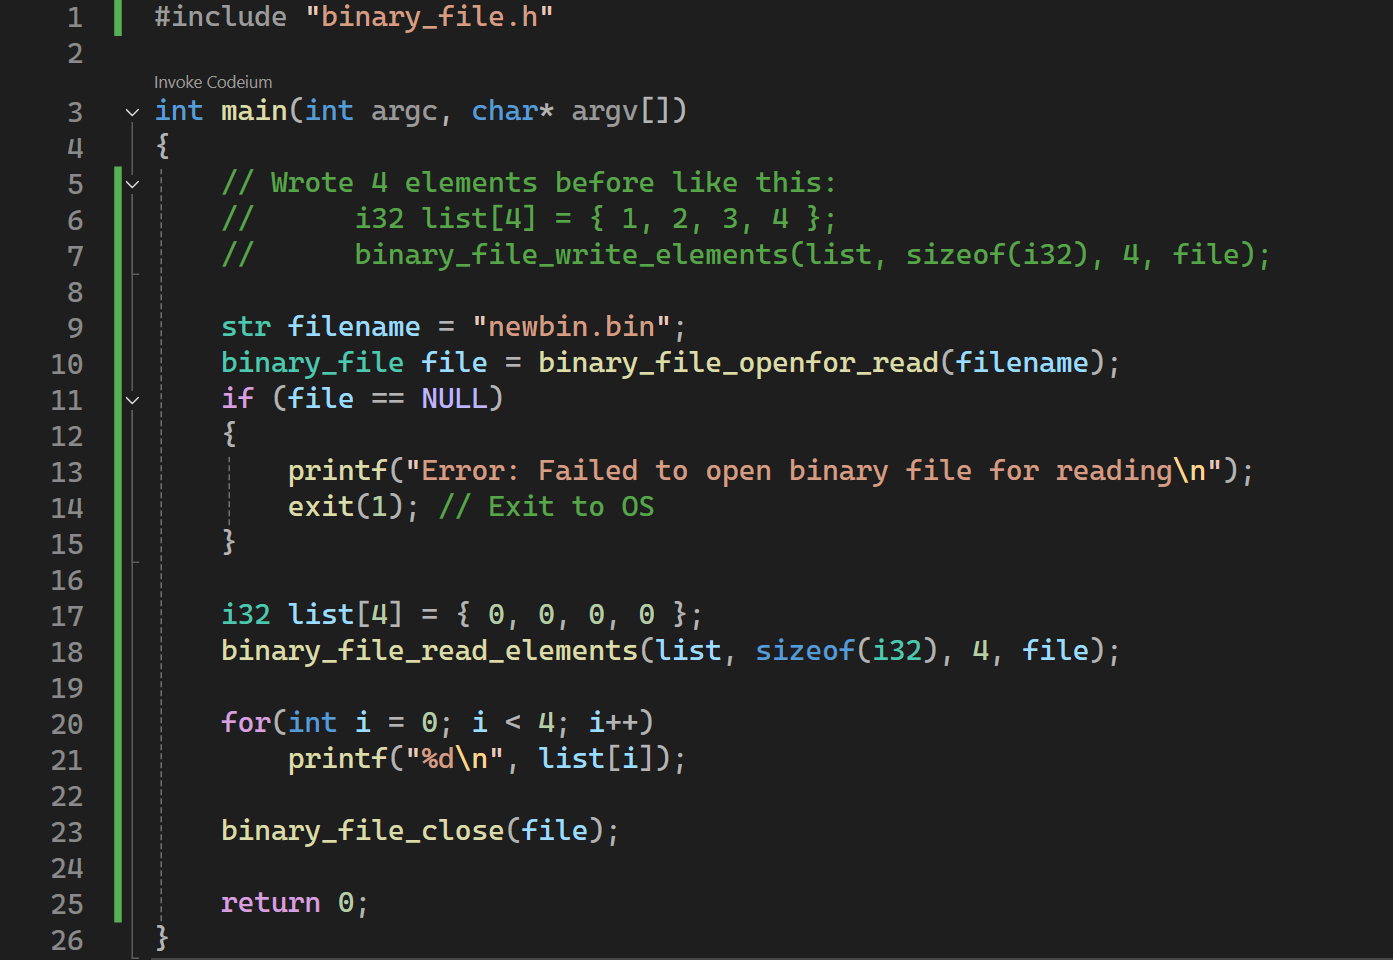 1 #include "binary_file.h"
2
Invoke Codeium
3 int main(int argc, char* argv[])
4 {
5     // Wrote 4 elements before like this:
6     //      i32 list[4] = { 1, 2, 3, 4 };
7     //      binary_file_write_elements(list, sizeof(i32), 4, file);
8
9     str filename = "newbin.bin";
10     binary_file file = binary_file_openfor_read(filename);
11     if (file == NULL)
12     {
13         printf("Error: Failed to open binary file for reading\n");
14         exit(1); // Exit to OS
15     }
16
17     i32 list[4] = { 0, 0, 0, 0 };
18     binary_file_read_elements(list, sizeof(i32), 4, file);
19
20     for(int i = 0; i < 4; i++)
21         printf("%d\n", list[i]);
22
23     binary_file_close(file);
24
25     return 0;
26 }